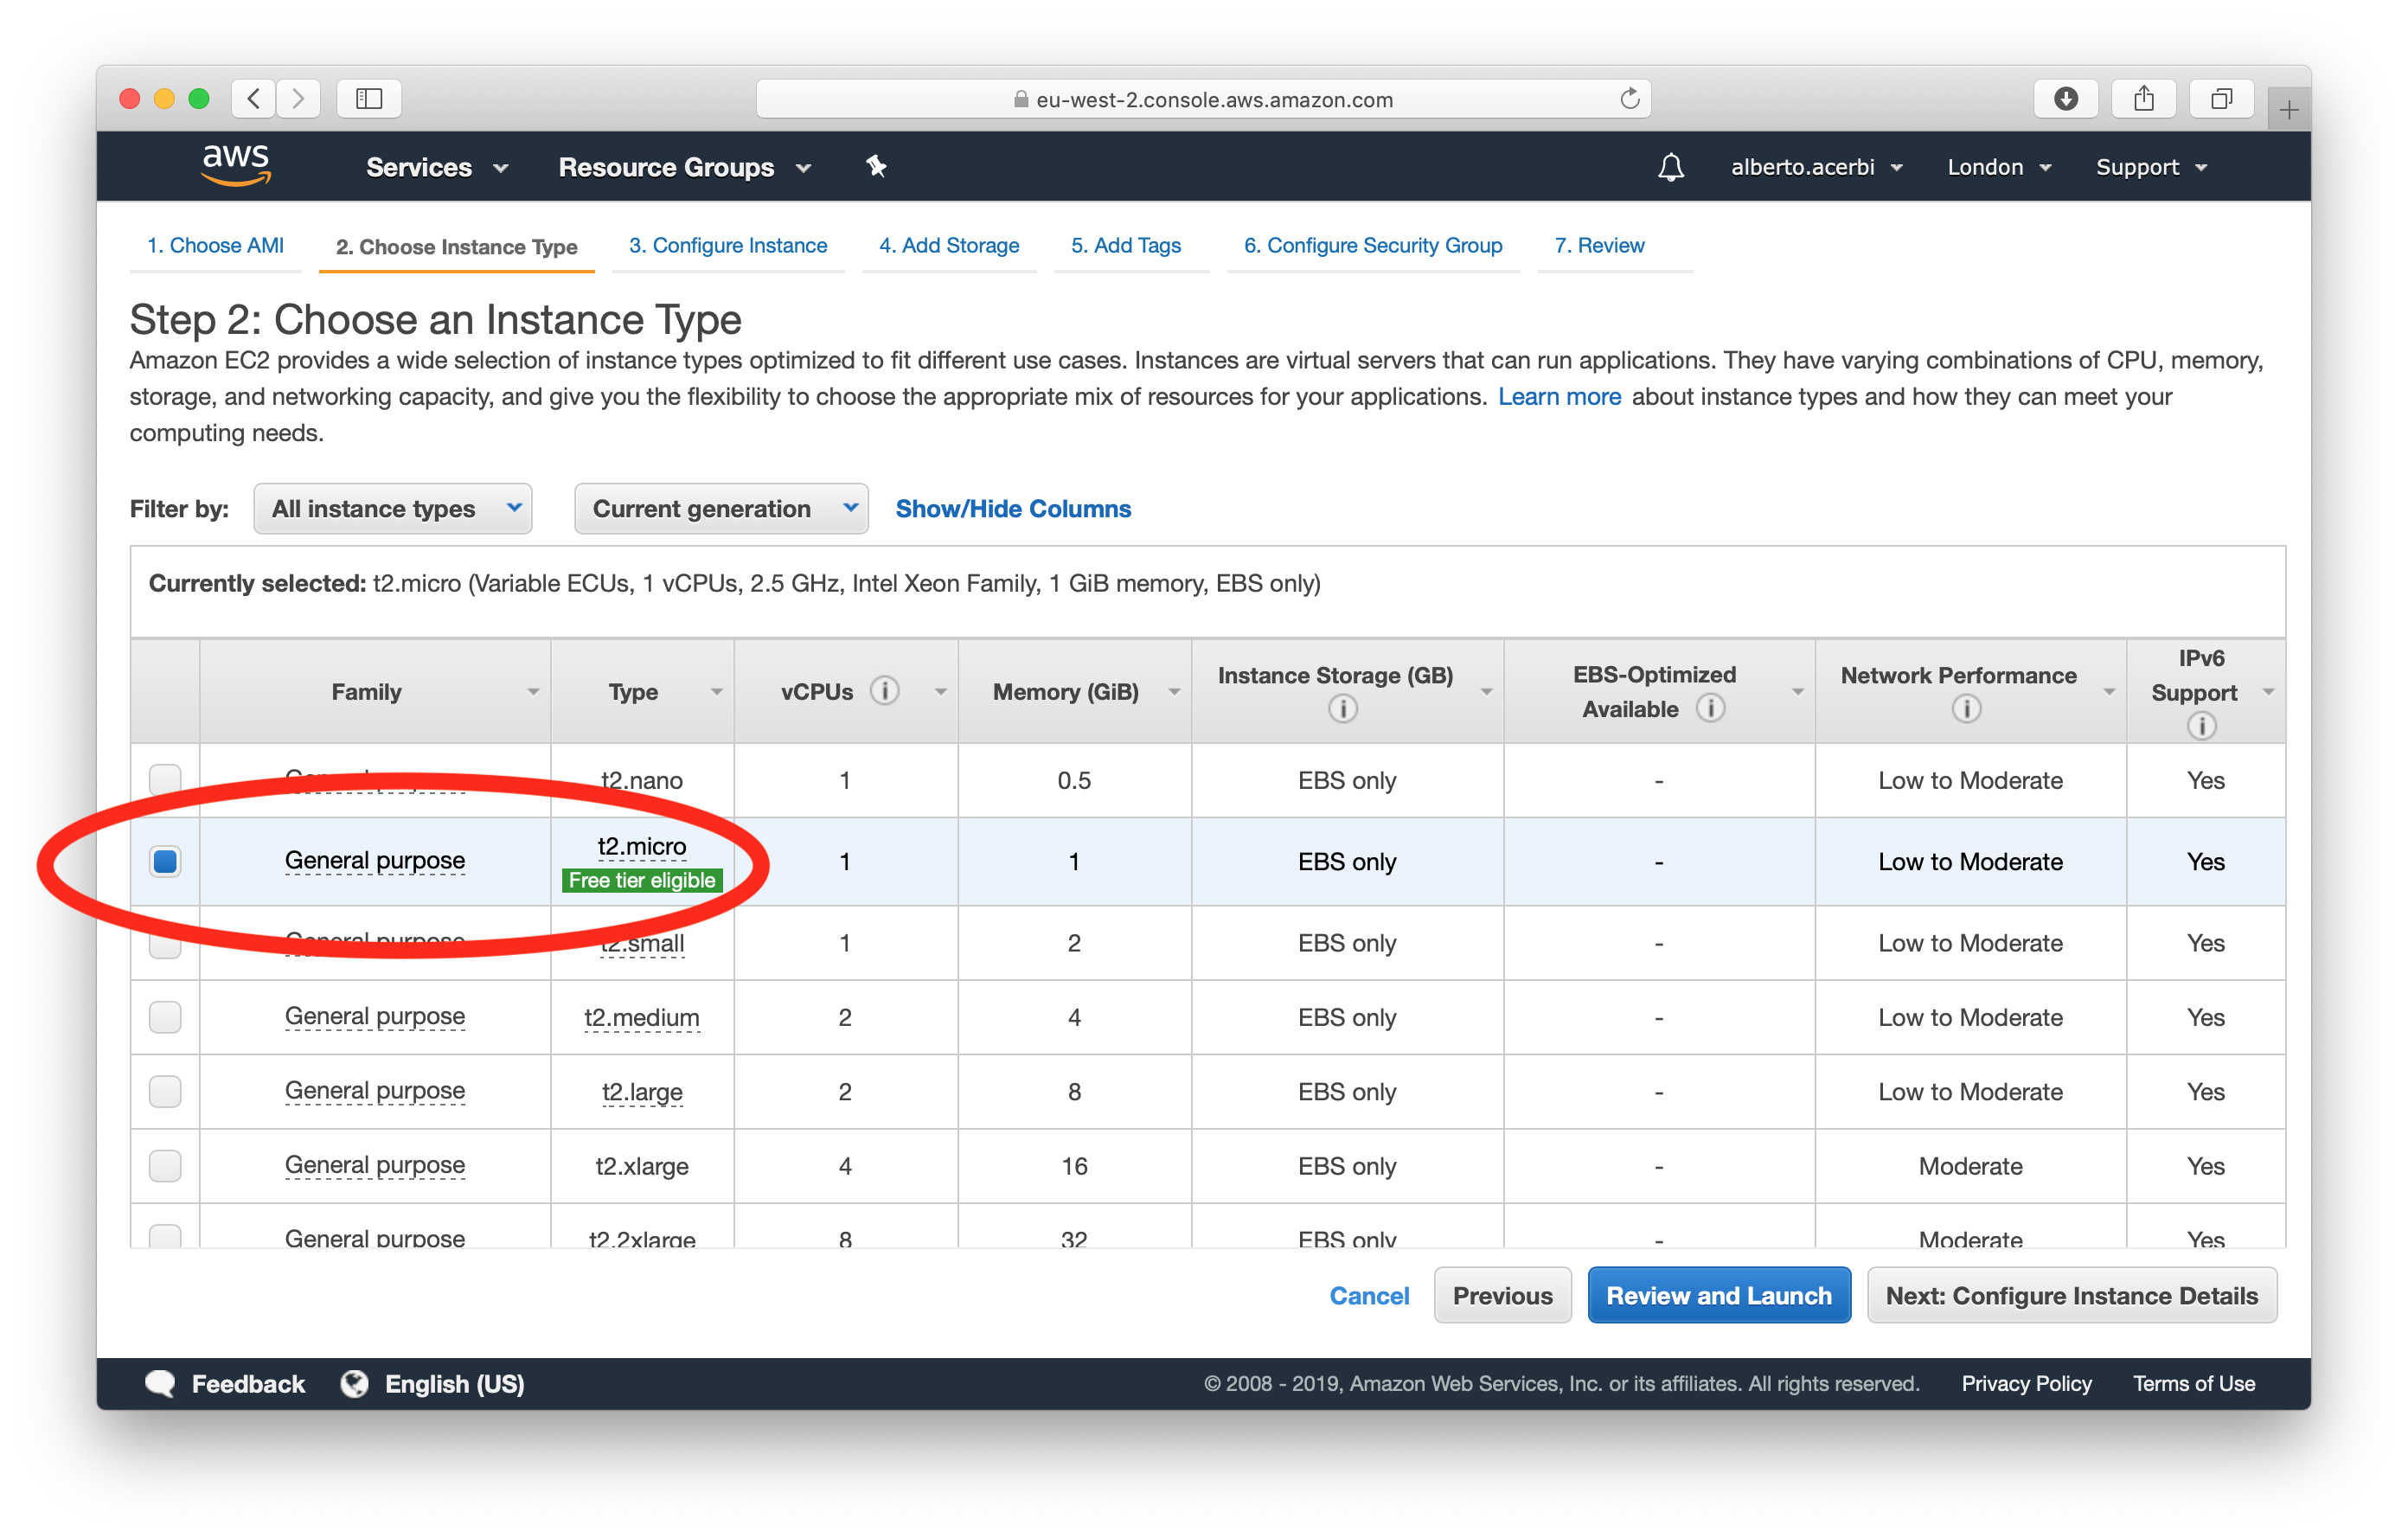 eu-west-2.console.aws.amazon.com
aws Services Resource Groups alberto.acerbi London Support
1. Choose AMI 2. Choose Instance Type 3. Configure Instance 4. Add Storage 5. Add Tags 6. Configure Security Group 7. Review
Step 2: Choose an Instance Type
Amazon EC2 provides a wide selection of instance types optimized to fit different use cases. Instances are virtual servers that can run applications. They have varying combinations of CPU, memory,
storage, and networking capacity, and give you the flexibility to choose the appropriate mix of resources for your applications. Learn more about instance types and how they can meet your
computing needs.
Filter by: All instance types Current generation Show/Hide Columns
Currently selected: t2.micro (Variable ECUs, 1 vCPUs, 2.5 GHz, Intel Xeon Family, 1 GiB memory, EBS only)
Family Type vCPUs Memory (GiB) Instance Storage (GB) EBS-Optimized Available Network Performance IPv6 Support
General purpose t2.nano 1 0.5 EBS only - Low to Moderate Yes
General purpose t2.micro Free tier eligible 1 1 EBS only - Low to Moderate Yes
General purpose t2.small 1 2 EBS only - Low to Moderate Yes
General purpose t2.medium 2 4 EBS only - Low to Moderate Yes
General purpose t2.large 2 8 EBS only - Low to Moderate Yes
General purpose t2.xlarge 4 16 EBS only - Moderate Yes
General purpose t2.2xlarge 8 32 EBS only - Moderate Yes
Cancel Previous Review and Launch Next: Configure Instance Details
Feedback English (US) © 2008 - 2019, Amazon Web Services, Inc. or its affiliates. All rights reserved. Privacy Policy Terms of Use